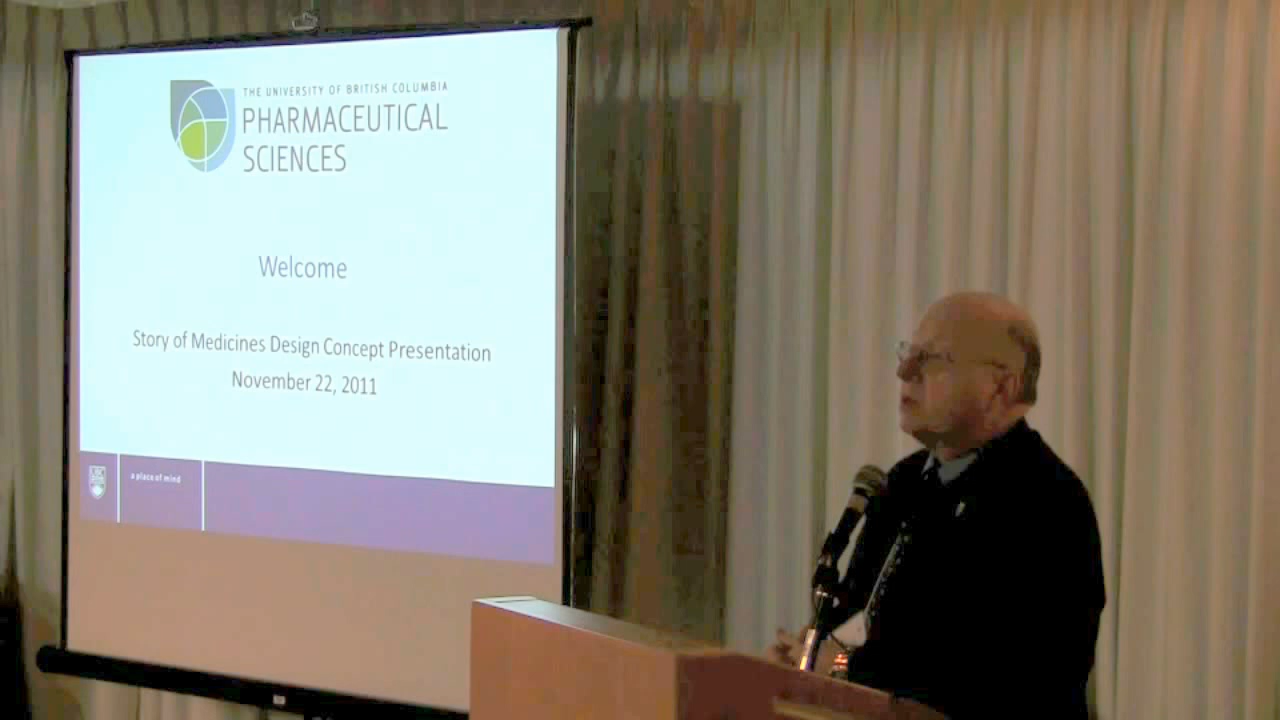 THE UNIVERSITY OF BRITISH COLUMBIA
PHARMACEUTICAL
SCIENCES
Welcome
Story of Medicines Design Concept Presentation
November 22, 2011
UBC
a place of mind